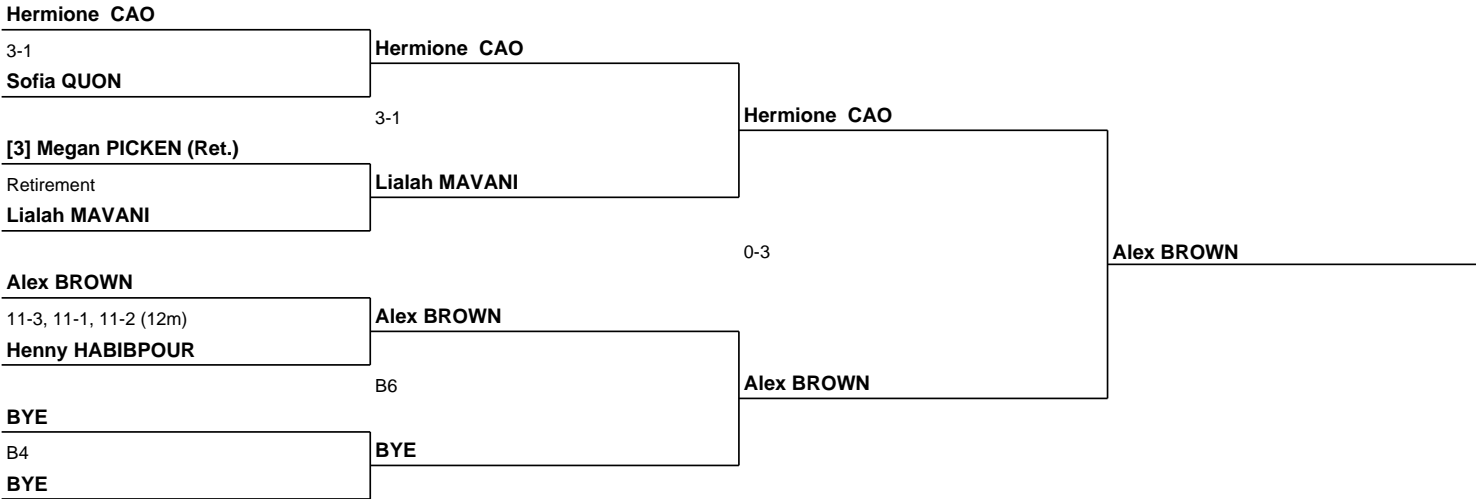 Hermione  CAO
3-1
Sofia QUON
Hermione  CAO
3-1
[3] Megan PICKEN (Ret.)
Retirement
Lialah MAVANI
Lialah MAVANI
Hermione  CAO
0-3
Alex BROWN
Alex BROWN
11-3, 11-1, 11-2 (12m)
Henny HABIBPOUR
Alex BROWN
B6
Alex BROWN
BYE
B4
BYE
BYE